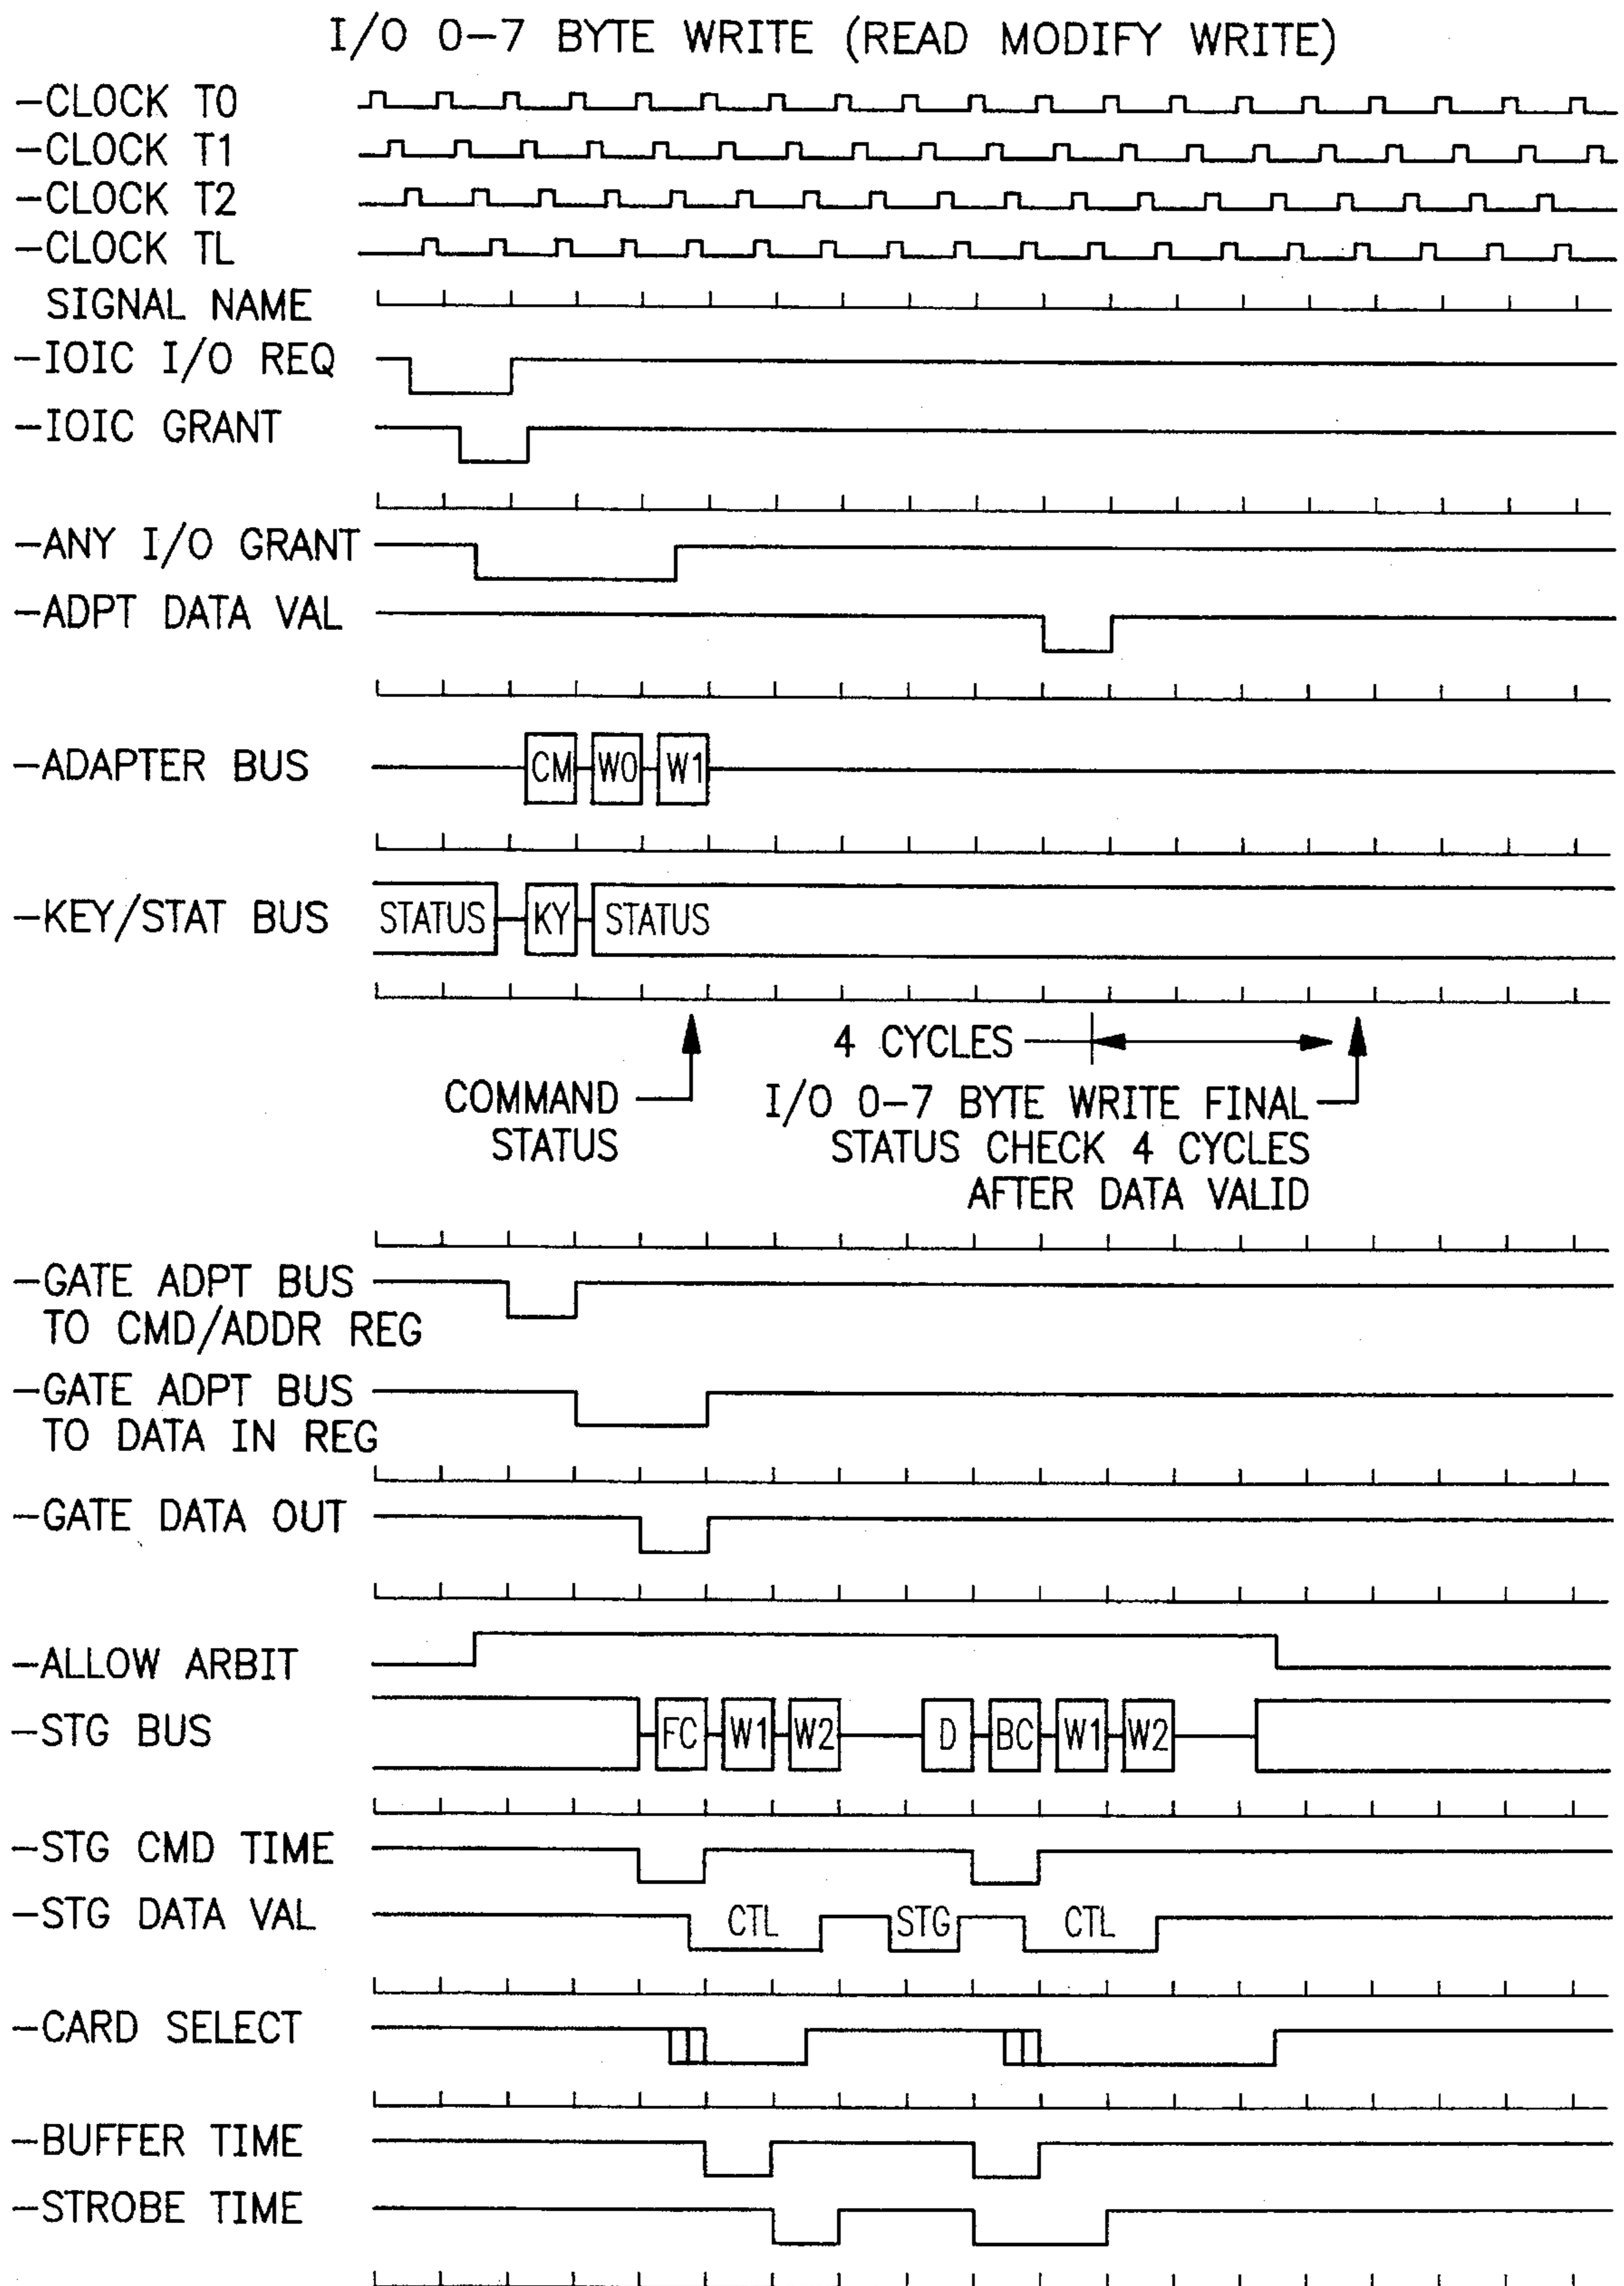 I/O 0-7 BYTE WRITE (READ MODIFY WRITE)
-CLOCK T0
-CLOCK T1
-CLOCK T2
-CLOCK TL
SIGNAL NAME
-IOIC I/O REQ
-IOIC GRANT
-ANY I/O GRANT
-ADPT DATA VAL
-ADAPTER BUS CM W0 W1
-KEY/STAT BUS STATUS KY STATUS
4 CYCLES
COMMAND
STATUS
I/O 0-7 BYTE WRITE FINAL
STATUS CHECK 4 CYCLES
AFTER DATA VALID
-GATE ADPT BUS
TO CMD/ADDR REG
-GATE ADPT BUS
TO DATA IN REG
-GATE DATA OUT
-ALLOW ARBIT
-STG BUS FC W1 W2 D BC W1 W2
-STG CMD TIME
-STG DATA VAL CTL STG CTL
-CARD SELECT
-BUFFER TIME
-STROBE TIME